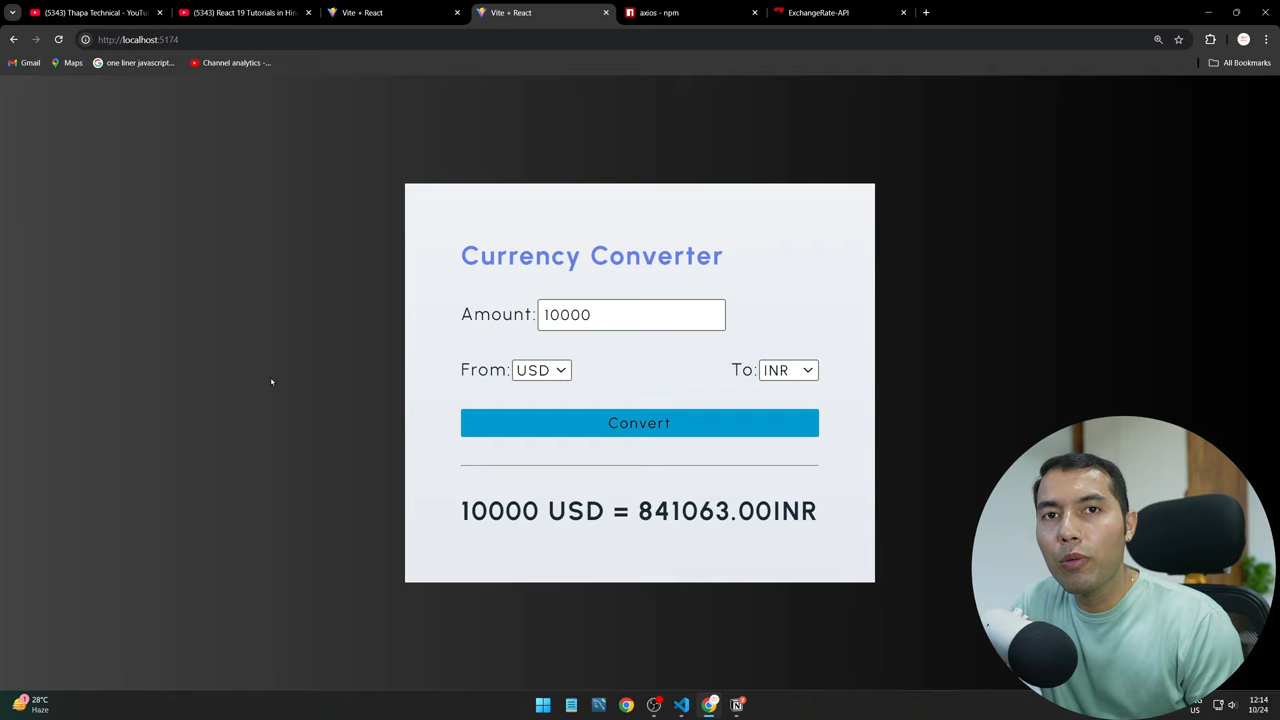 (5343) Thapa Technical - YouTu
(5343) React 19 Tutorials in Hin
Vite + React
Vite + React
axios - npm
ExchangeRate-API
http://localhost:5174
Gmail
Maps
one liner javascript...
Channel analytics -...
All Bookmarks
Currency Converter
Amount: 10000
From: USD
To: INR
Convert
10000 USD = 841063.00INR
28°C
Haze
US
12:14
10/24